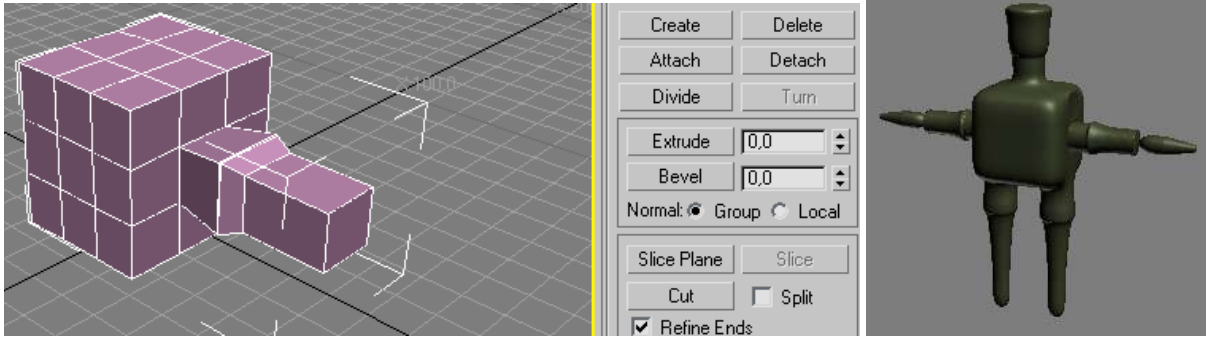 Create Delete
Attach Detach
Divide Turn
Extrude 0,0
Bevel 0,0
Normal: Group Local
Slice Plane Slice
Cut Split
Refine Ends